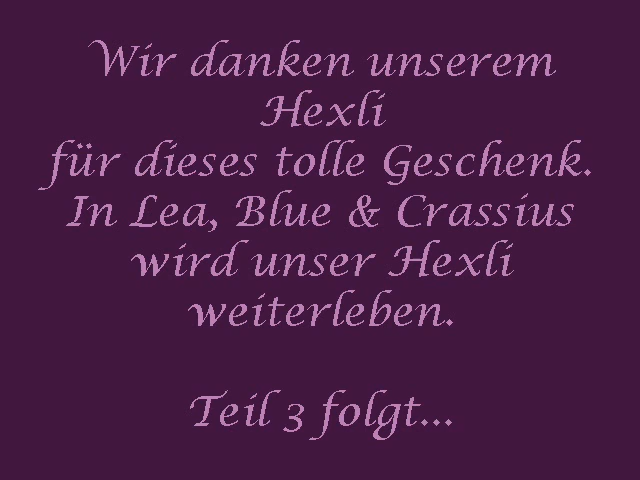 Wir danken unserem
Hexli
für dieses tolle Geschenk.
In Lea, Blue & Crassius
wird unser Hexli
weiterleben.
Teil 3 folgt...